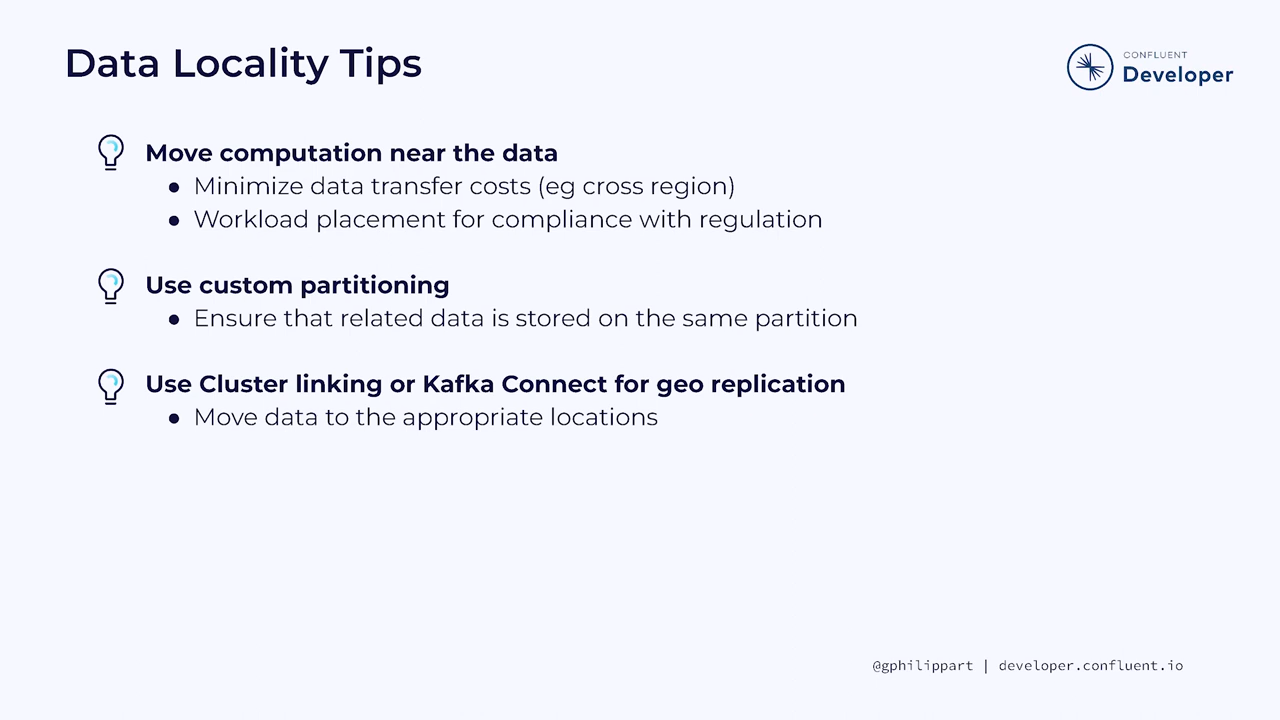 Data Locality Tips
CONFLUENT
Developer
Move computation near the data
● Minimize data transfer costs (eg cross region)
● Workload placement for compliance with regulation
Use custom partitioning
● Ensure that related data is stored on the same partition
Use Cluster linking or Kafka Connect for geo replication
● Move data to the appropriate locations
@gphilippart | developer.confluent.io